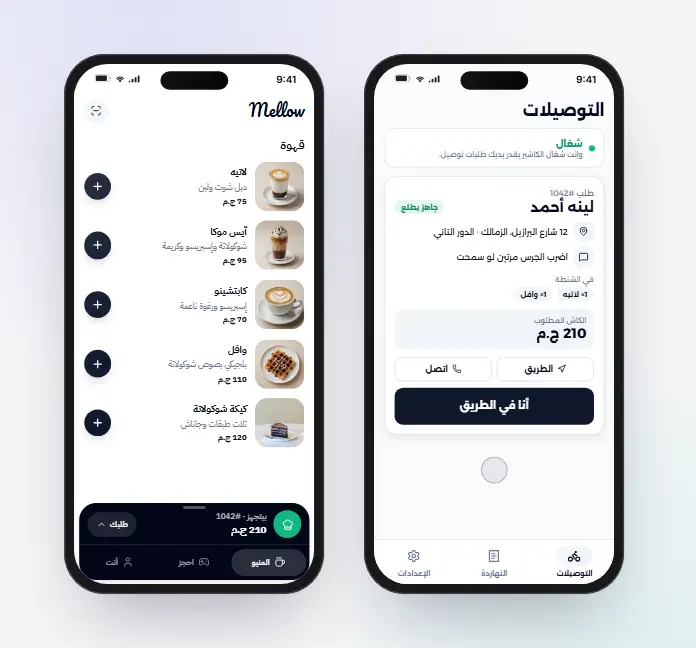 9:41
Mellow
قهوة
لاتيه
دبل شوت ولبن
75 ج.م
آيس موكا
شوكولاتة وإسبريسو وكريمة
95 ج.م
كابتشينو
إسبريسو ورغوة ناعمة
70 ج.م
وافل
بلجيكي بصوص شوكولاتة
110 ج.م
كيكة شوكولاتة
تلات طبقات وجاناش
120 ج.م
بيتجهز · #1042
210 ج.م
طلبك
المنيو
احجز
أنت
9:41
التوصيلات
شغال
وإنت شغال الكاشير يقدر يديك طلبات توصيل.
طلب #1042
لينه أحمد
جاهز يطلع
12 شارع البرازيل، الزمالك · الدور التاني
اضرب الجرس مرتين لو سمحت
في الشنطة
1× لاتيه
1× وافل
الكاش المطلوب
210 ج.م
الطريق
اتصل
أنا في الطريق
التوصيلات
النهاردة
الإعدادات